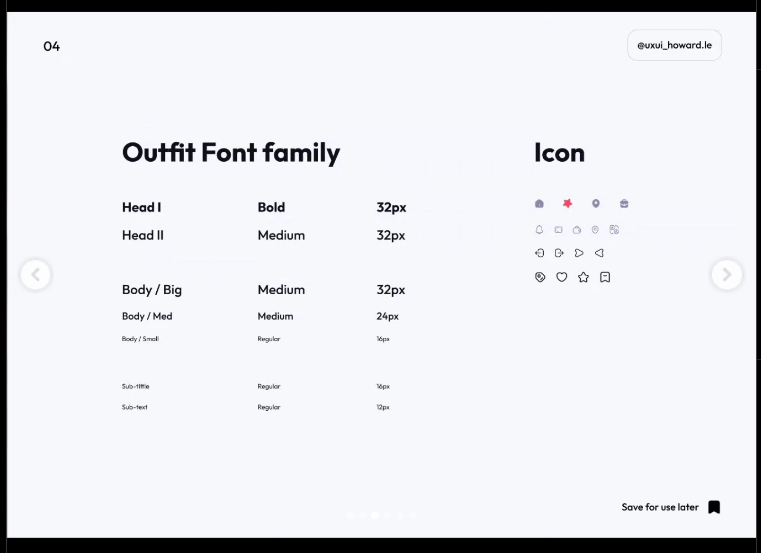 04
@uxui_howard.le
Outfit Font family
Icon
Head I Bold 32px
Head II Medium 32px
Body / Big Medium 32px
Body / Med Medium 24px
Body / Small Regular 16px
Sub-tittle Regular 16px
Sub-text Regular 12px
Save for use later